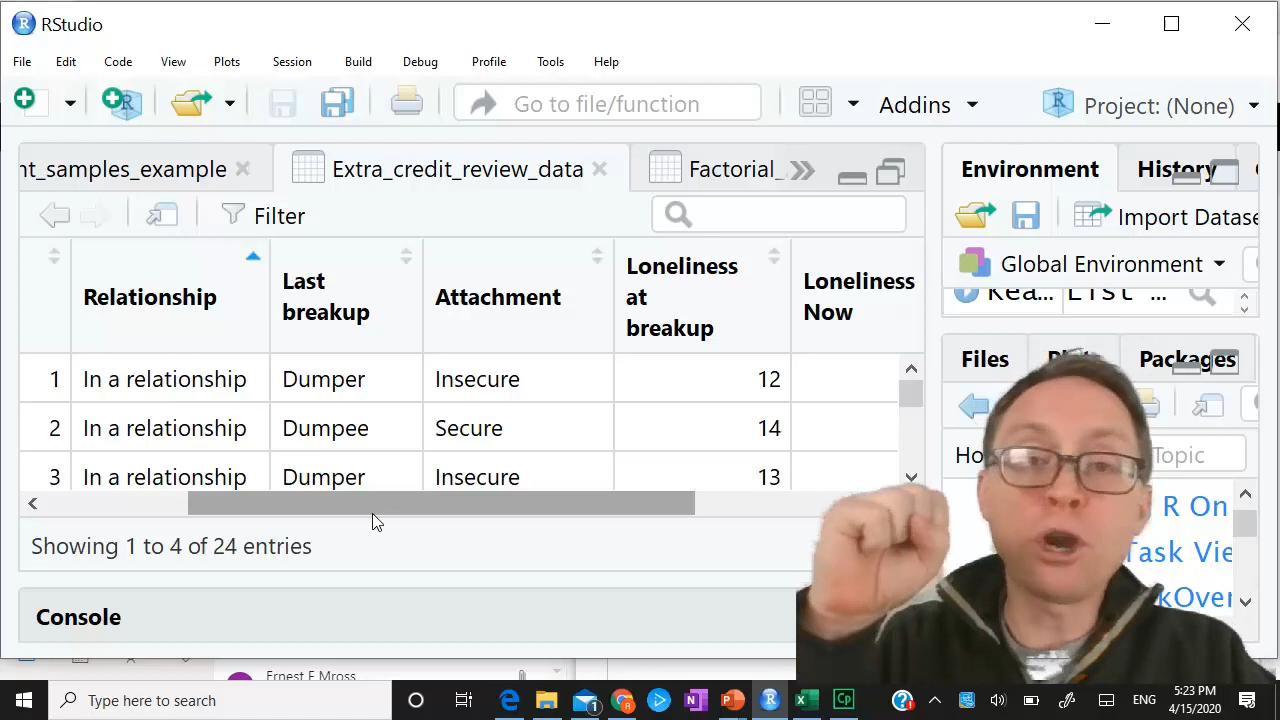 RStudio
File Edit Code View Plots Session Build Debug Profile Tools Help
Go to file/function Addins Project: (None)
nt_samples_example Extra_credit_review_data Factorial_
Filter
Relationship Last breakup Attachment Loneliness at breakup Loneliness Now
1 In a relationship Dumper Insecure 12
2 In a relationship Dumpee Secure 14
3 In a relationship Dumper Insecure 13
Showing 1 to 4 of 24 entries
Console
Environment History
Import Datase
Global Environment
Files Packages
Topic
R On
Task Vie
Ernest F Mross
Type here to search
1
ENG
5:23 PM
4/15/2020